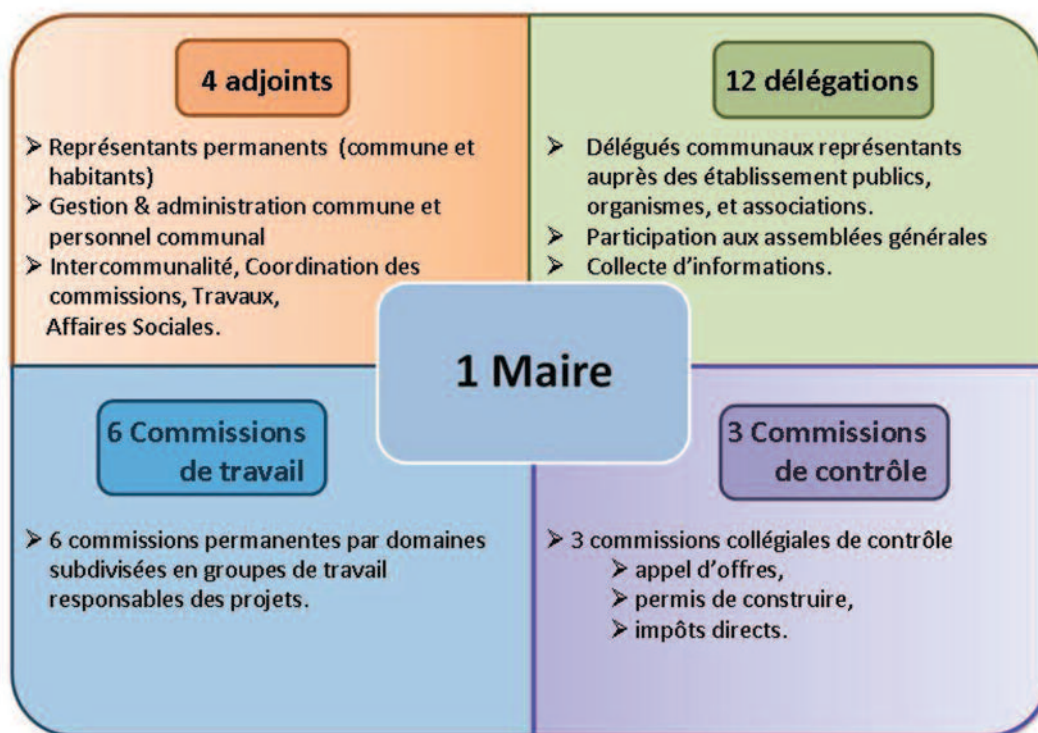 4 adjoints
➢ Représentants permanents (commune et
habitants)
➢ Gestion & administration commune et
personnel communal
➢ Intercommunalité, Coordination des
commissions, Travaux,
Affaires Sociales.
12 délégations
➢ Délégués communaux représentants
auprès des établissement publics,
organismes, et associations.
➢ Participation aux assemblées générales
➢ Collecte d’informations.
1 Maire
6 Commissions
de travail
➢ 6 commissions permanentes par domaines
subdivisées en groupes de travail
responsables des projets.
3 Commissions
de contrôle
➢ 3 commissions collégiales de contrôle
➢ appel d’offres,
➢ permis de construire,
➢ impôts directs.